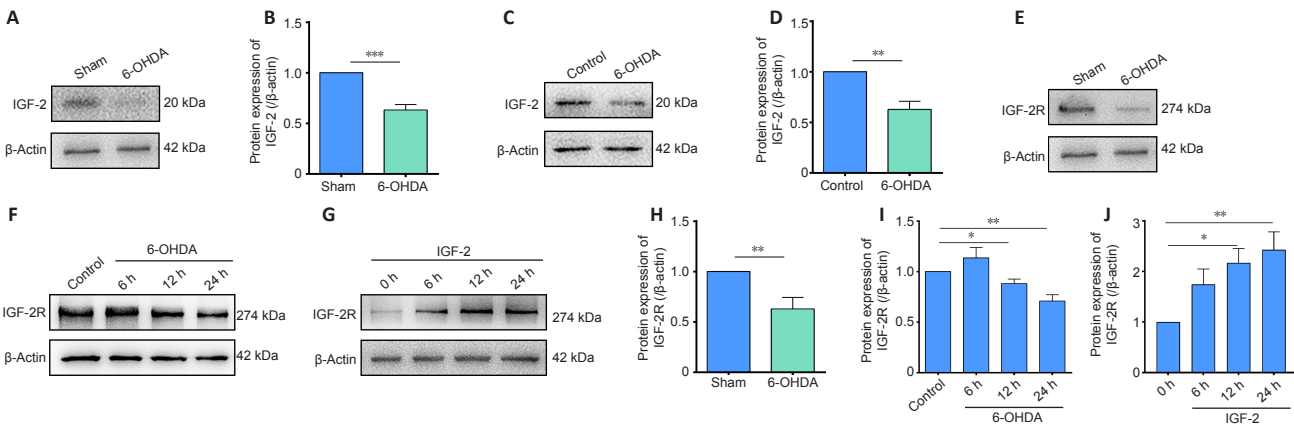 A
Sham
6-OHDA
IGF-2
20 kDa
β-Actin
42 kDa
B
Protein expression of
IGF-2 (/β-actin)
1.5
1.0
0.5
0
***
Sham
6-OHDA
C
Control
6-OHDA
IGF-2
20 kDa
β-Actin
42 kDa
D
Protein expression of
IGF-2 (/β-actin)
1.5
1.0
0.5
0
**
Control
6-OHDA
E
Sham
6-OHDA
IGF-2R
274 kDa
β-Actin
42 kDa
F
6-OHDA
Control
6 h
12 h
24 h
IGF-2R
274 kDa
β-Actin
42 kDa
G
IGF-2
0 h
6 h
12 h
24 h
IGF-2R
274 kDa
β-Actin
42 kDa
H
Protein expression of
IGF-2R (/β-actin)
1.5
1.0
0.5
0
**
Sham
6-OHDA
I
Protein expression of
IGF-2R (/β-actin)
1.5
1.0
0.5
0
**
*
Control
6 h
12 h
24 h
6-OHDA
J
Protein expression of
IGF-2R (/β-actin)
3
2
1
0
**
*
0 h
6 h
12 h
24 h
IGF-2